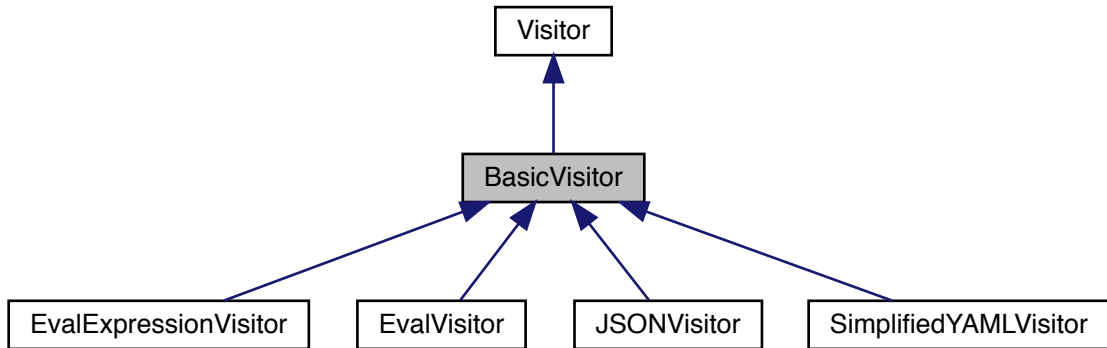 Visitor
BasicVisitor
EvalExpressionVisitor EvalVisitor JSONVisitor SimplifiedYAMLVisitor